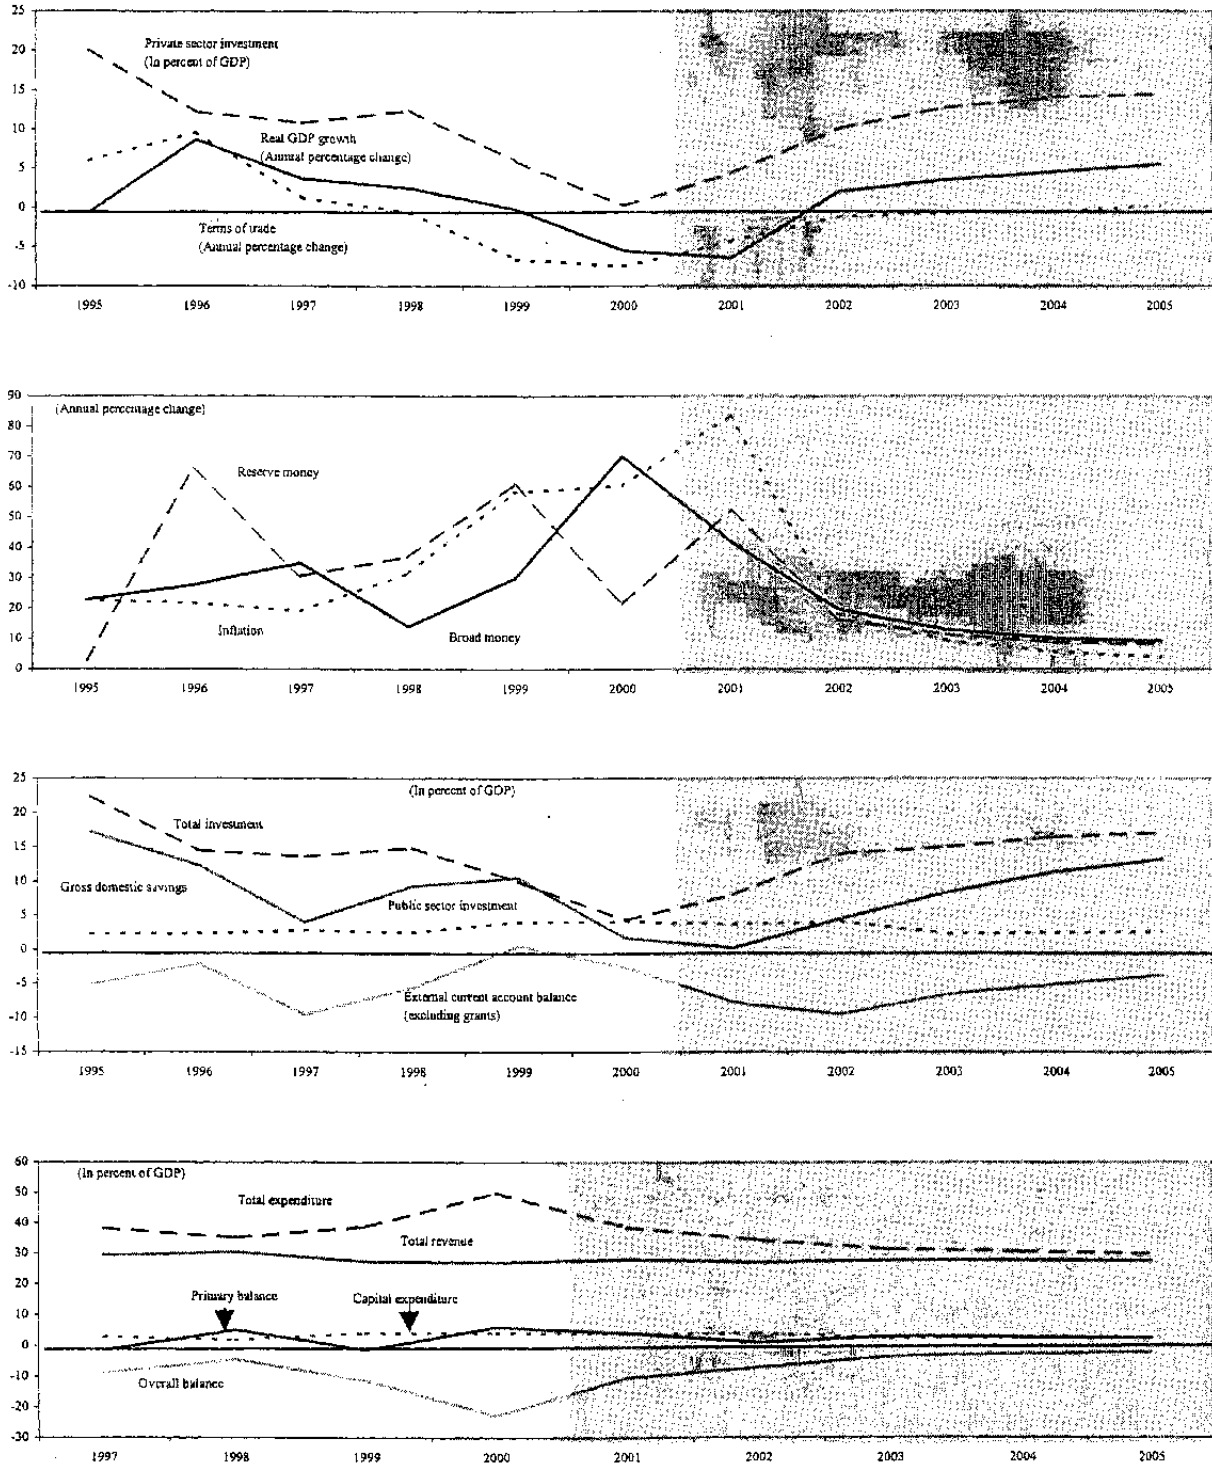 25
20
15
10
5
0
-5
-10
Private sector investment
(In percent of GDP)
Real GDP growth
(Annual percentage change)
Terms of trade
(Annual percentage change)
1995 1996 1997 1998 1999 2000 2001 2002 2003 2004 2005
90
80
70
60
50
40
30
20
10
0
(Annual percentage change)
Reserve money
Inflation
Broad money
1995 1996 1997 1998 1999 2000 2001 2002 2003 2004 2005
25
20
15
10
5
0
-5
-10
-15
(In percent of GDP)
Total investment
Gross domestic savings
Public sector investment
External current account balance
(excluding grants)
1995 1996 1997 1998 1999 2000 2001 2002 2003 2004 2005
60
50
40
30
20
10
0
-10
-20
-30
(In percent of GDP)
Total expenditure
Total revenue
Primary balance
Capital expenditure
Overall balance
1997 1998 1999 2000 2001 2002 2003 2004 2005